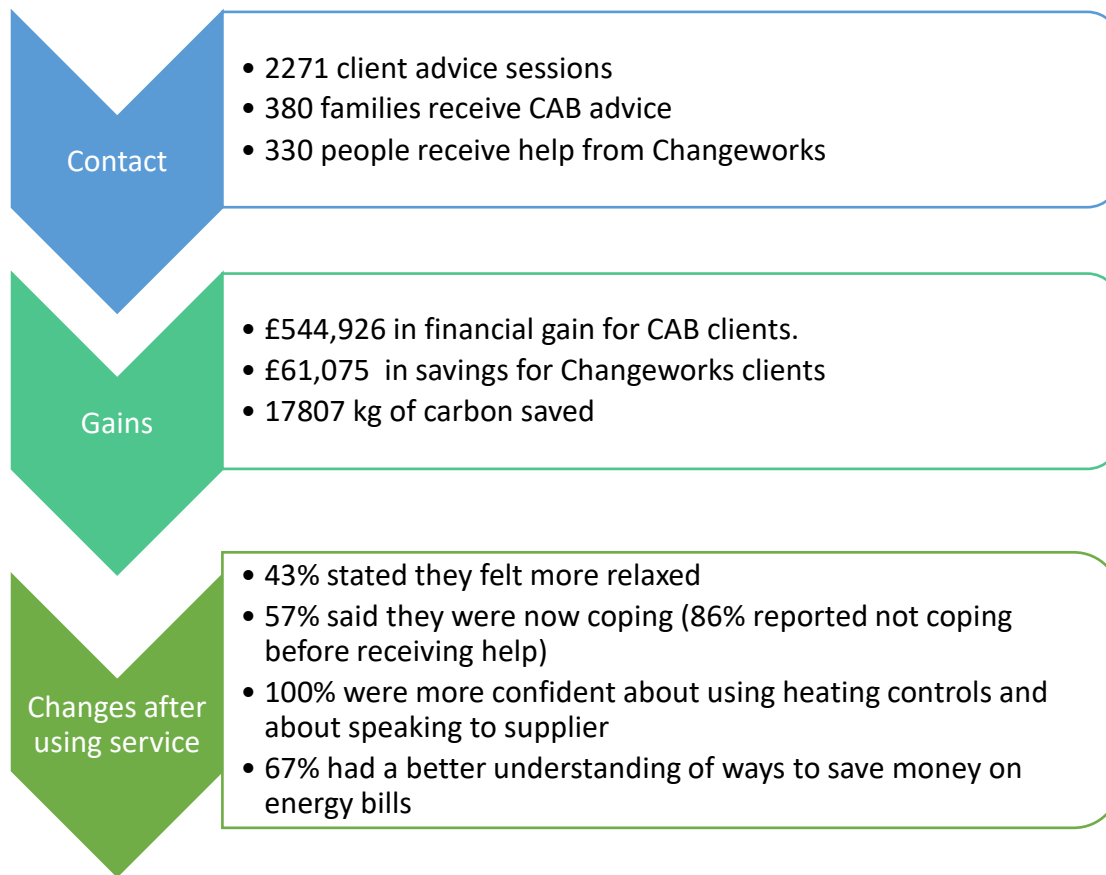 Contact
• 2271 client advice sessions
• 380 families receive CAB advice
• 330 people receive help from Changeworks
Gains
• £544,926 in financial gain for CAB clients.
• £61,075  in savings for Changeworks clients
• 17807 kg of carbon saved
Changes after
using service
• 43% stated they felt more relaxed
• 57% said they were now coping (86% reported not coping
before receiving help)
• 100% were more confident about using heating controls and
about speaking to supplier
• 67% had a better understanding of ways to save money on
energy bills